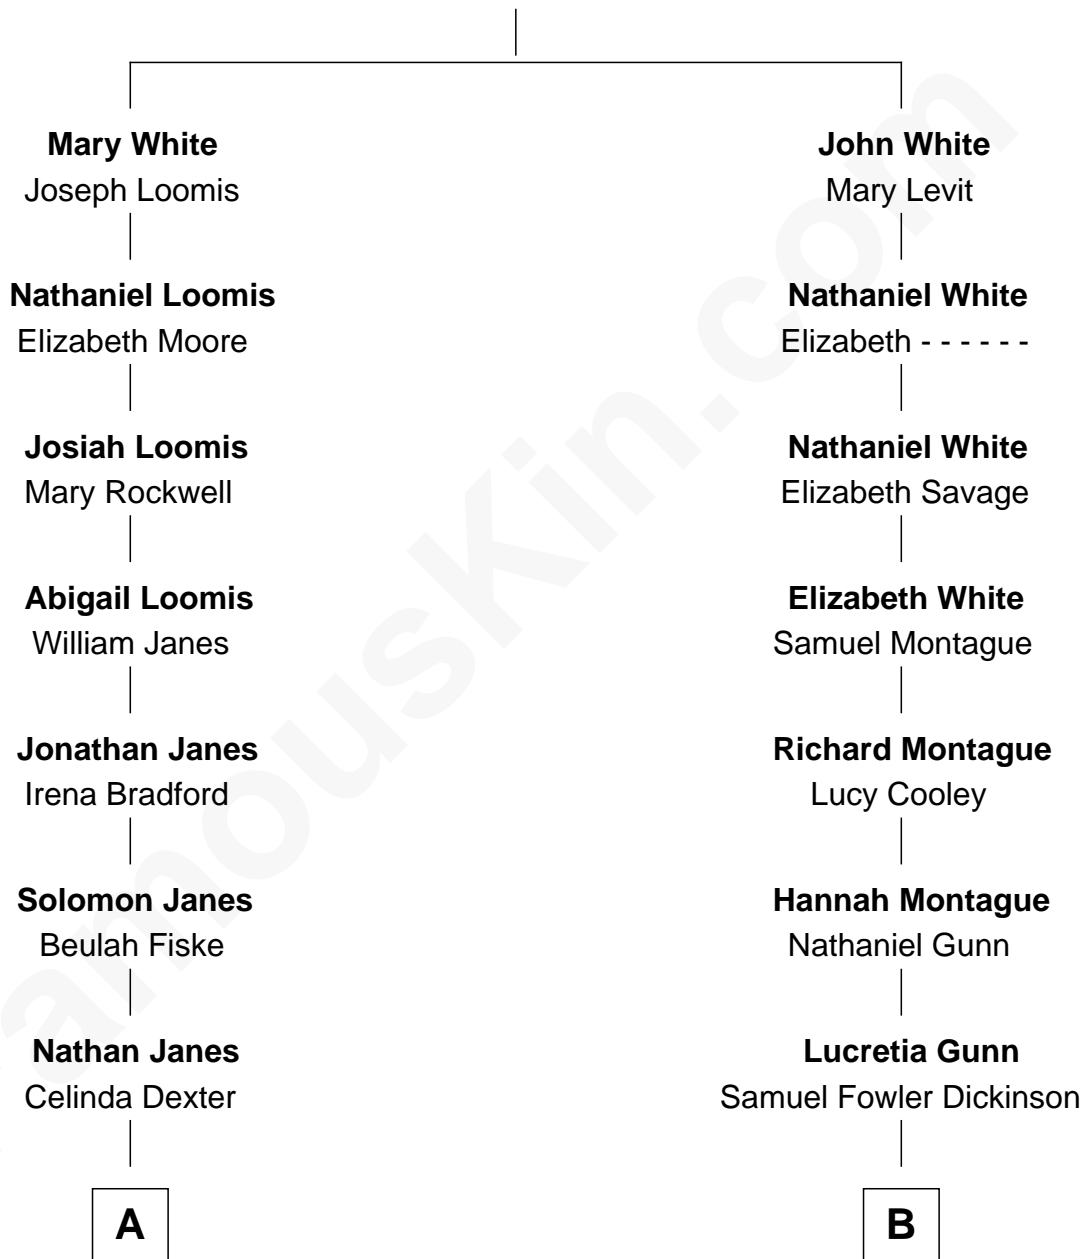 Mary White
Joseph Loomis
Nathaniel Loomis
Elizabeth Moore
Josiah Loomis
Mary Rockwell
Abigail Loomis
William Janes
Jonathan Janes
Irena Bradford
Solomon Janes
Beulah Fiske
Nathan Janes
Celinda Dexter
A
John White
Mary Levit
Nathaniel White
Elizabeth - - - - - -
Nathaniel White
Elizabeth Savage
Elizabeth White
Samuel Montague
Richard Montague
Lucy Cooley
Hannah Montague
Nathaniel Gunn
Lucretia Gunn
Samuel Fowler Dickinson
B
amouskin.com